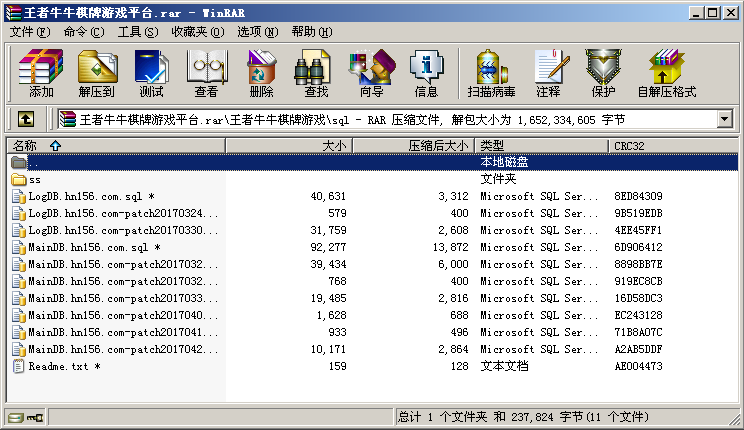 王者牛牛棋牌游戏平台.rar - WinRAR
文件(F) 命令(C) 工具(S) 收藏夹(O) 选项(N) 帮助(H)
添加 解压到 测试 查看 删除 查找 向导 信息 扫描病毒 注释 保护 自解压格式
王者牛牛棋牌游戏平台.rar\王者牛牛棋牌游戏\sql - RAR 压缩文件, 解包大小为 1,652,334,605 字节
名称 大小 压缩后大小 类型 CRC32
.. 本地磁盘
ss 文件夹
LogDB.hn156.com.sql * 40,631 3,312 Microsoft SQL Ser... 8ED84309
LogDB.hn156.com-patch20170324... 579 400 Microsoft SQL Ser... 9B519EDB
LogDB.hn156.com-patch20170330... 31,759 2,608 Microsoft SQL Ser... 4EE45FF1
MainDB.hn156.com.sql * 92,277 13,872 Microsoft SQL Ser... 6D906412
MainDB.hn156.com-patch2017032... 39,434 6,000 Microsoft SQL Ser... 8898BB7E
MainDB.hn156.com-patch2017032... 768 400 Microsoft SQL Ser... 919EC8CB
MainDB.hn156.com-patch2017033... 19,485 2,816 Microsoft SQL Ser... 16D58DC3
MainDB.hn156.com-patch2017040... 1,628 688 Microsoft SQL Ser... EC243128
MainDB.hn156.com-patch2017041... 933 496 Microsoft SQL Ser... 71B8A07C
MainDB.hn156.com-patch2017042... 10,171 2,864 Microsoft SQL Ser... A2AB5DDF
Readme.txt * 159 128 文本文档 AE004473
总计 1 个文件夹 和 237,824 字节(11 个文件)